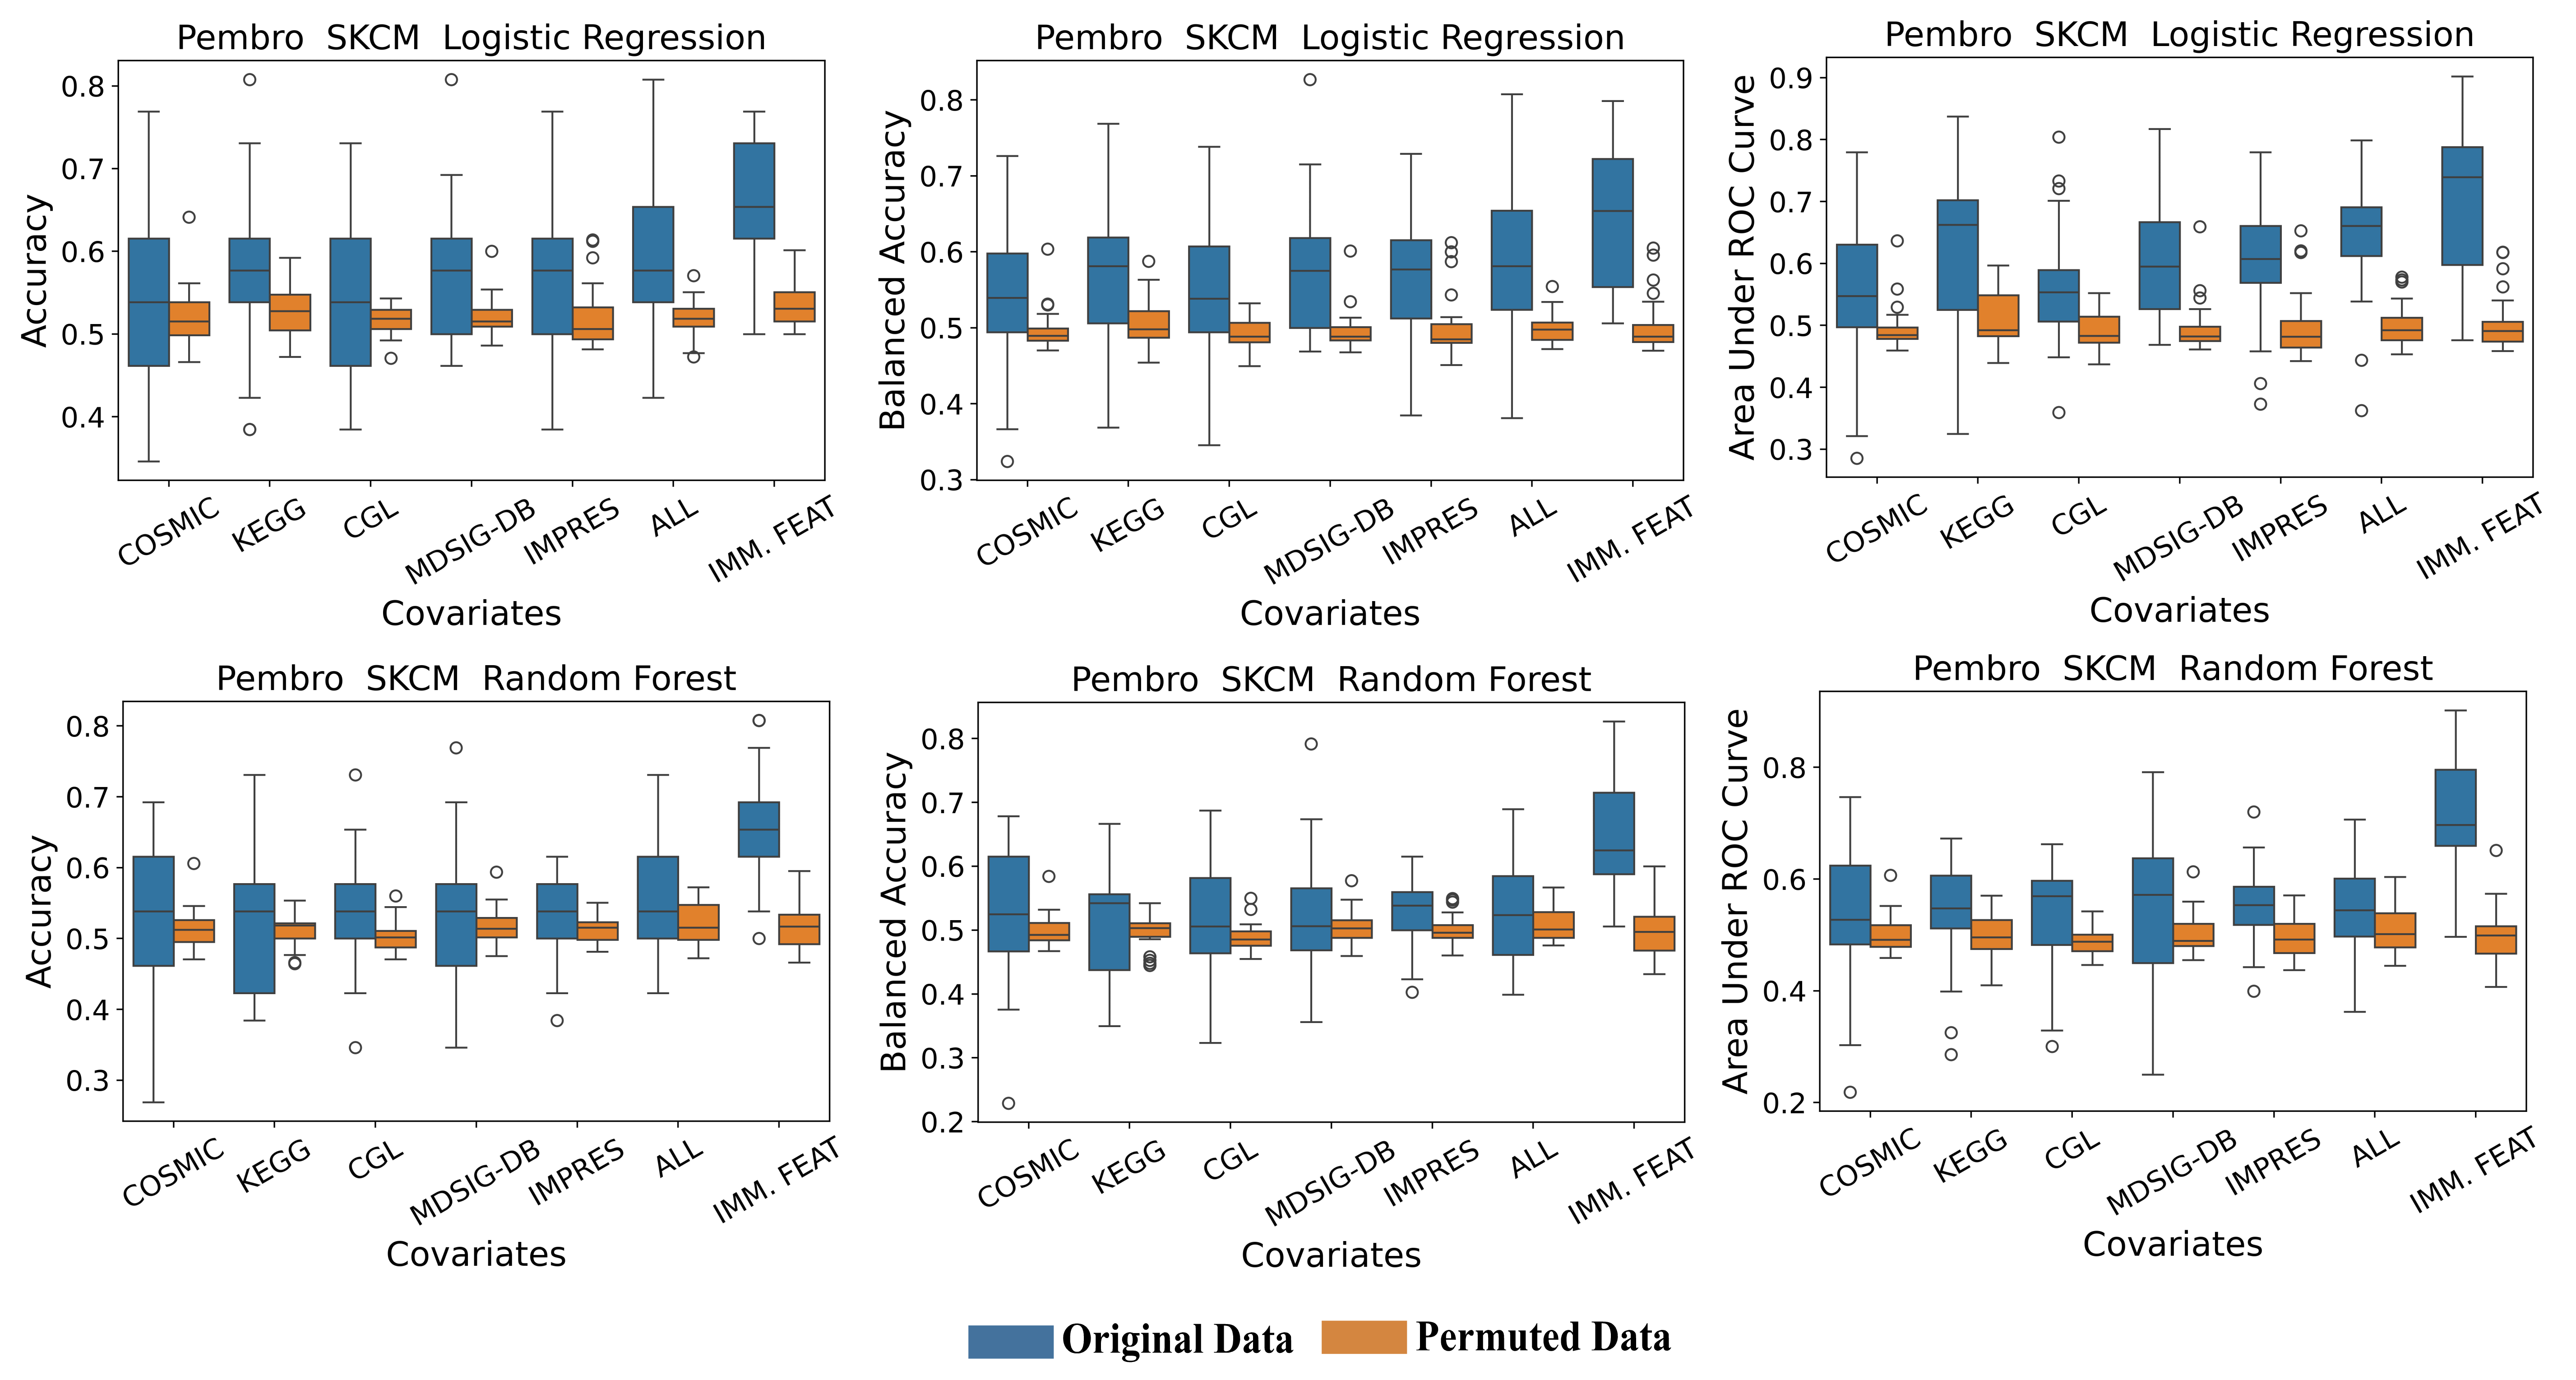 Pembro SKCM Logistic Regression
Accuracy
0.8
0.7
0.6
0.5
0.4
COSMIC
KEGG
CGL
MDSIG-DB
IMPRES
ALL
IMM. FEAT
Covariates
Pembro SKCM Logistic Regression
Balanced Accuracy
0.8
0.7
0.6
0.5
0.4
0.3
COSMIC
KEGG
CGL
MDSIG-DB
IMPRES
ALL
IMM. FEAT
Covariates
Pembro SKCM Logistic Regression
Area Under ROC Curve
0.9
0.8
0.7
0.6
0.5
0.4
0.3
COSMIC
KEGG
CGL
MDSIG-DB
IMPRES
ALL
IMM. FEAT
Covariates
Pembro SKCM Random Forest
Accuracy
0.8
0.7
0.6
0.5
0.4
0.3
COSMIC
KEGG
CGL
MDSIG-DB
IMPRES
ALL
IMM. FEAT
Covariates
Pembro SKCM Random Forest
Balanced Accuracy
0.8
0.7
0.6
0.5
0.4
0.3
0.2
COSMIC
KEGG
CGL
MDSIG-DB
IMPRES
ALL
IMM. FEAT
Covariates
Pembro SKCM Random Forest
Area Under ROC Curve
0.8
0.6
0.4
0.2
COSMIC
KEGG
CGL
MDSIG-DB
IMPRES
ALL
IMM. FEAT
Covariates
Original Data
Permuted Data